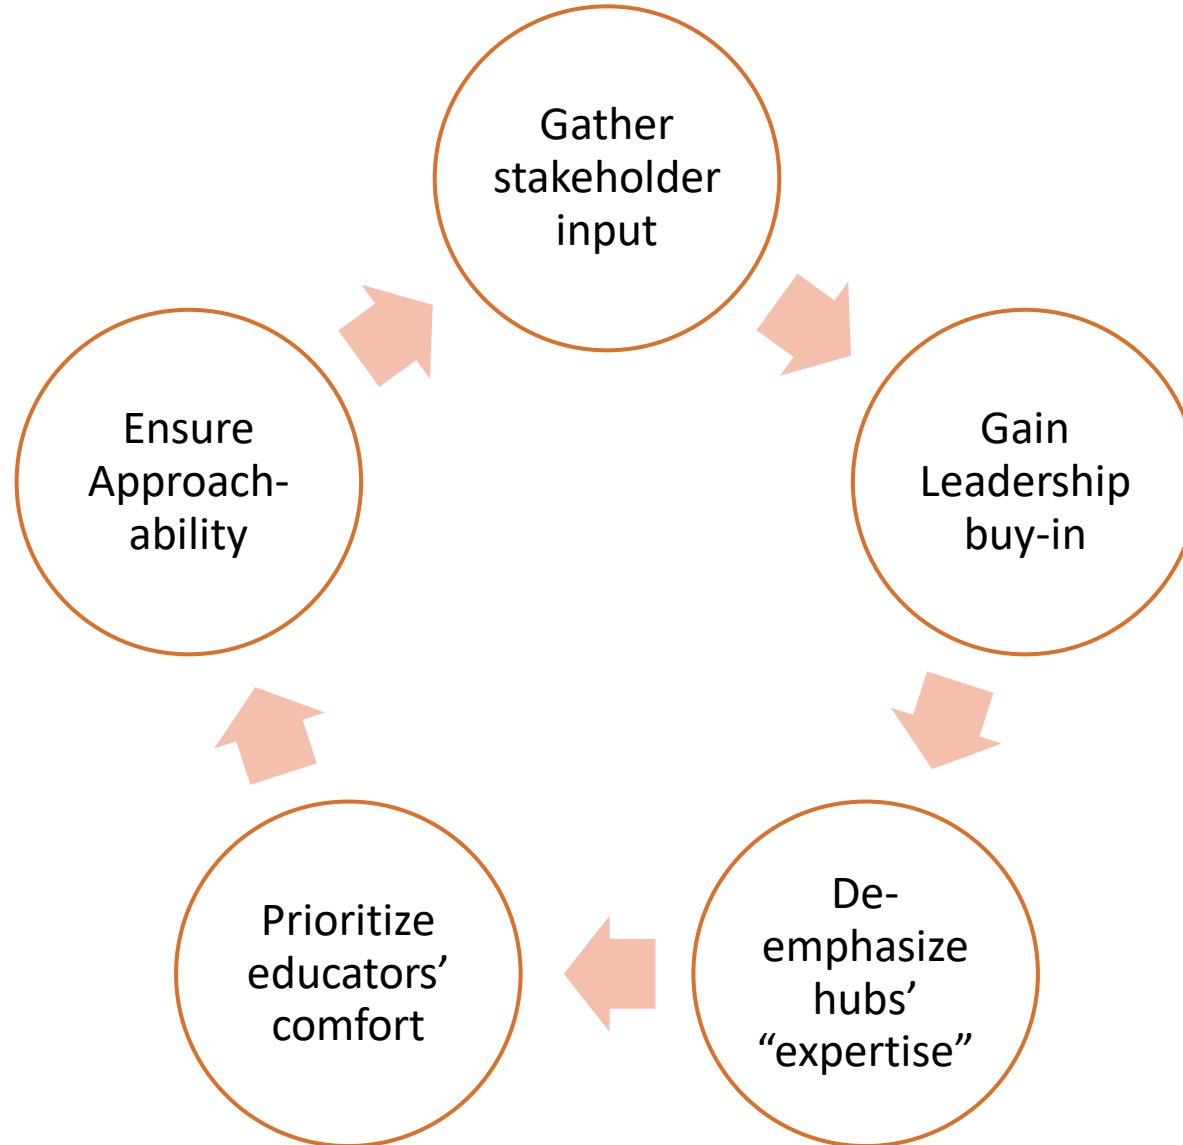 Gather
stakeholder
input
Gain
Leadership
buy-in
De-
emphasize
hubs’
“expertise”
Prioritize
educators’
comfort
Ensure
Approach-
ability